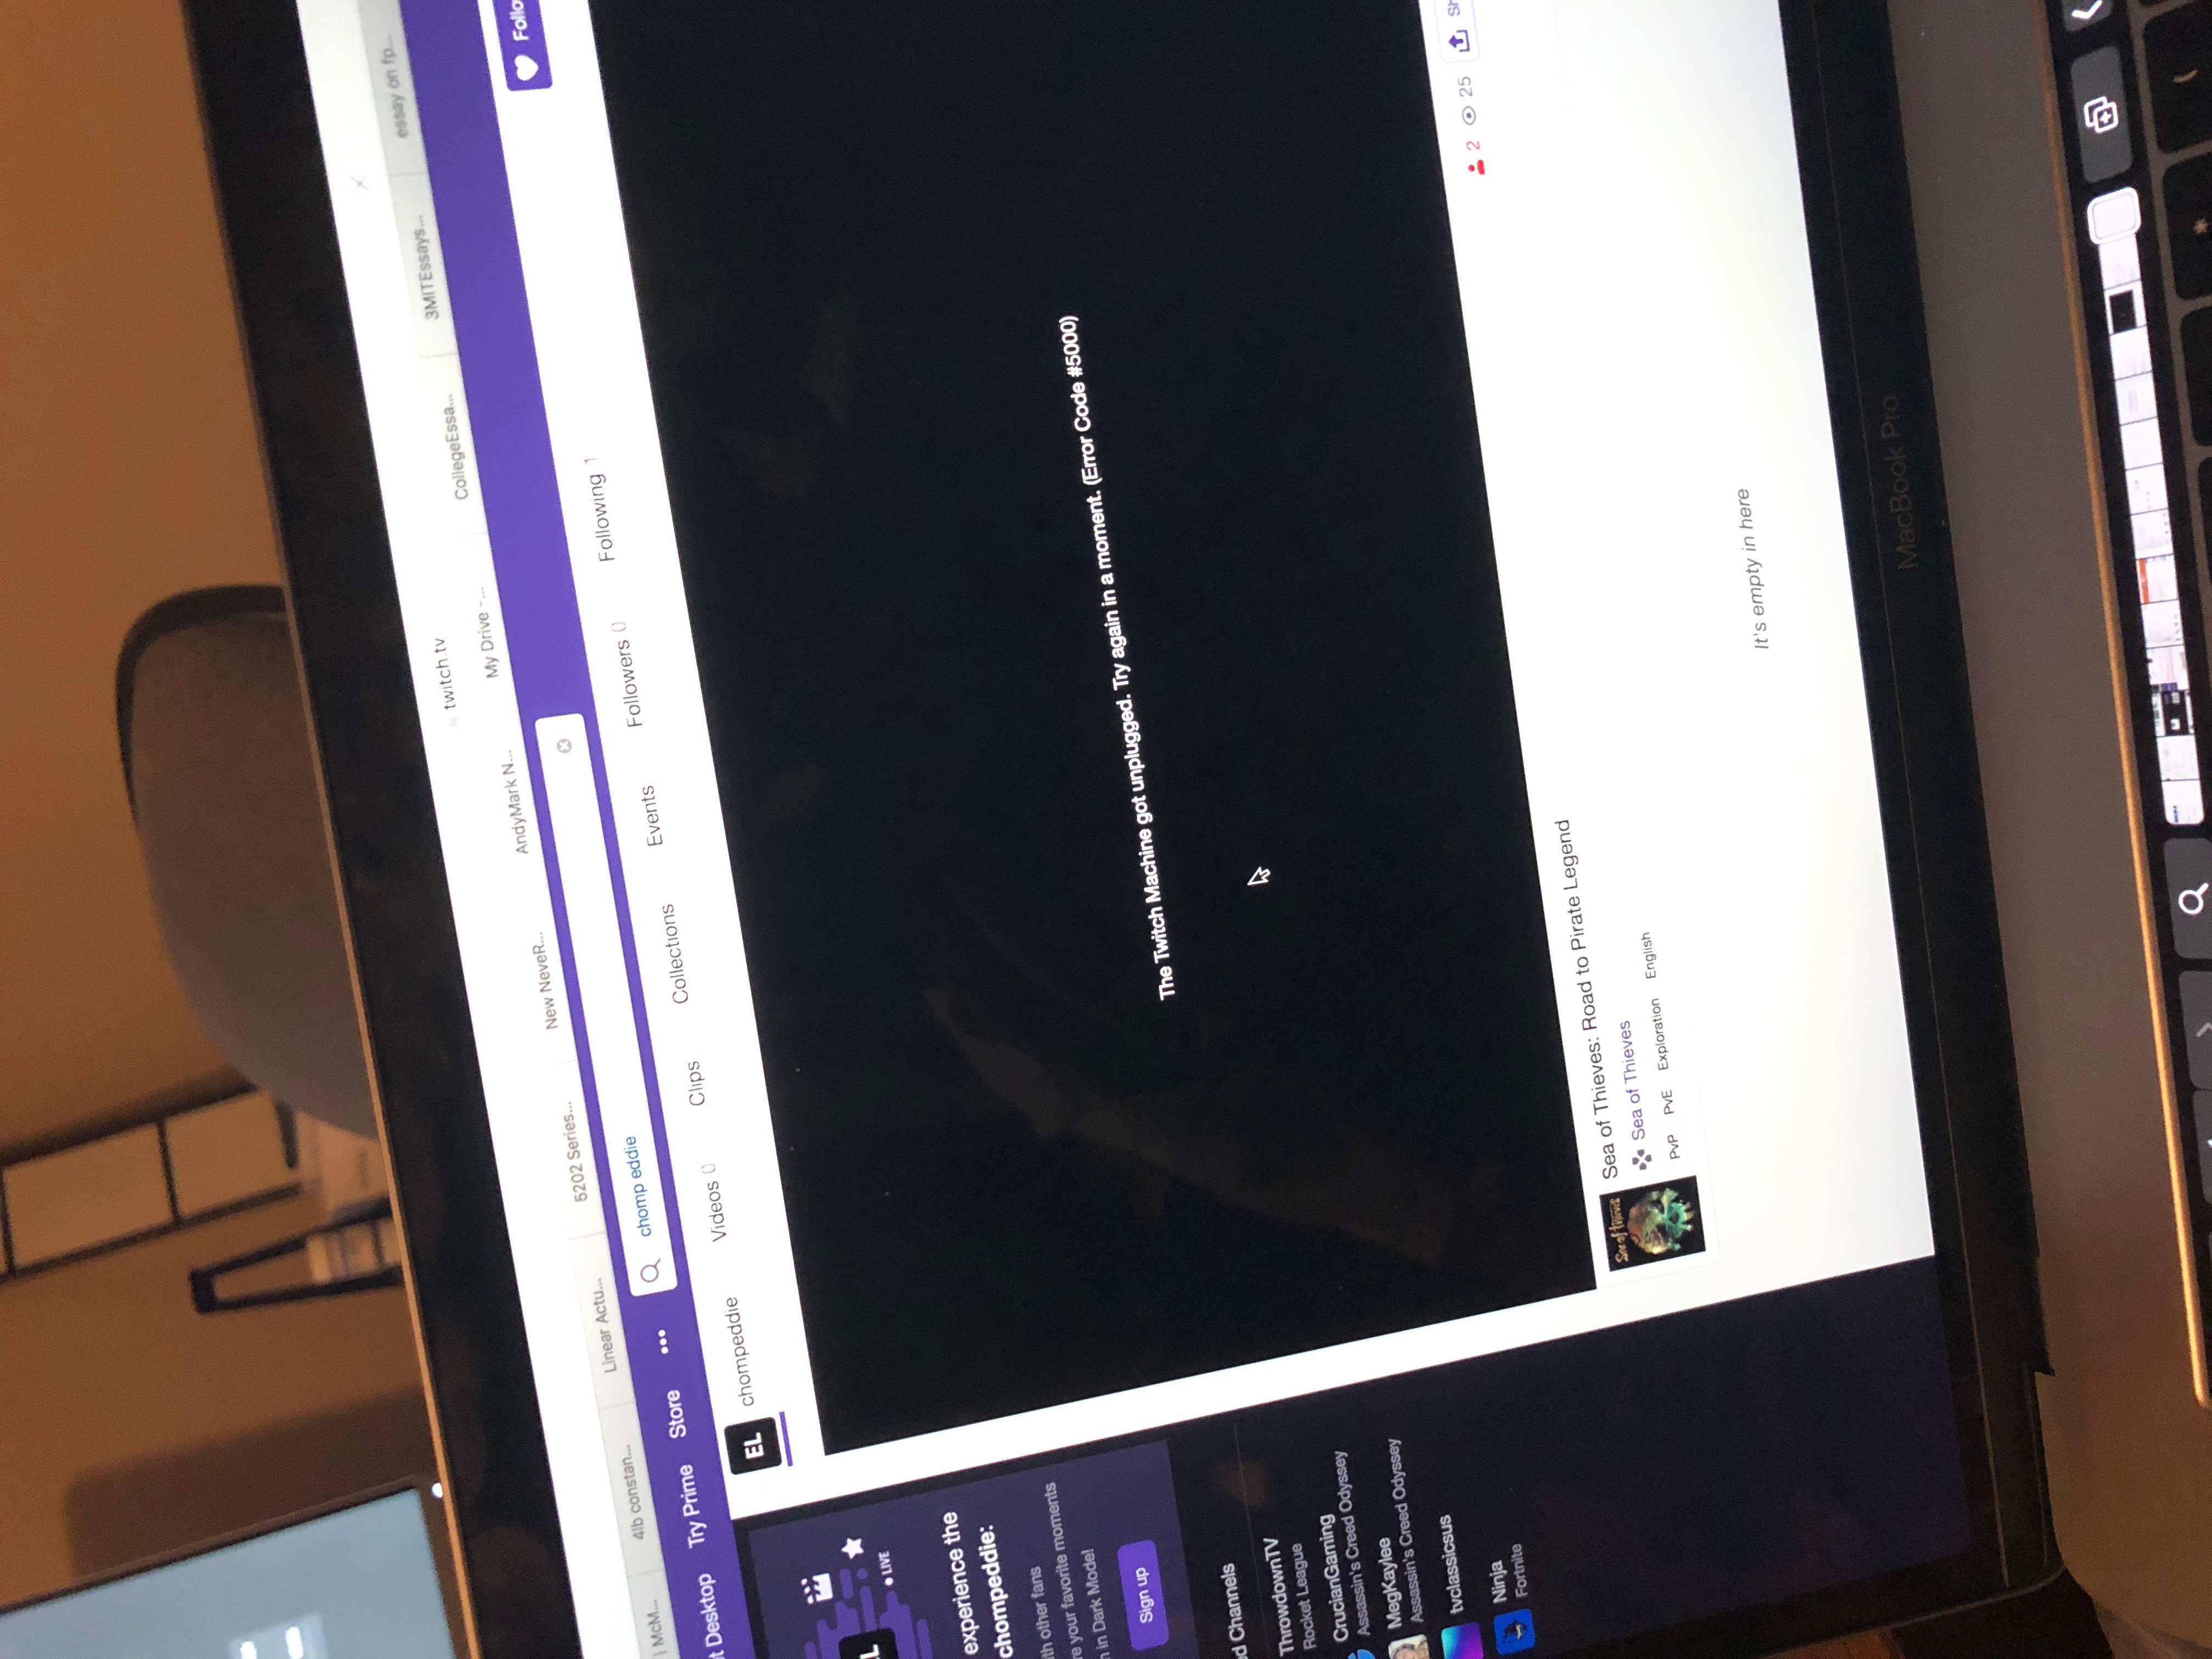 twitch.tv
| McM...
4lb constan...
Linear Actu...
5202 Series...
New NeveR...
AndyMark N...
My Drive -...
CollegeEssa...
3MITEssays...
essay on fp...
t Desktop
Try Prime
Store
•••
chomp eddie
Follo
EL
chompeddie
Videos 0
Clips
Collections
Events
Followers 0
Following 1
L
• LIVE
experience the
chompeddie:
ith other fans
re your favorite moments
n in Dark Mode!
Sign up
d Channels
ThrowdownTV
Rocket League
CrucianGaming
Assassin's Creed Odyssey
MegKaylee
Assassin's Creed Odyssey
tvclassicsus
Ninja
Fortnite
The Twitch Machine got unplugged. Try again in a moment. (Error Code #5000)
2
25
Sh
Sea of Thieves
Sea of Thieves: Road to Pirate Legend
Sea of Thieves
PvP PvE Exploration English
It's empty in here
MacBook Pro